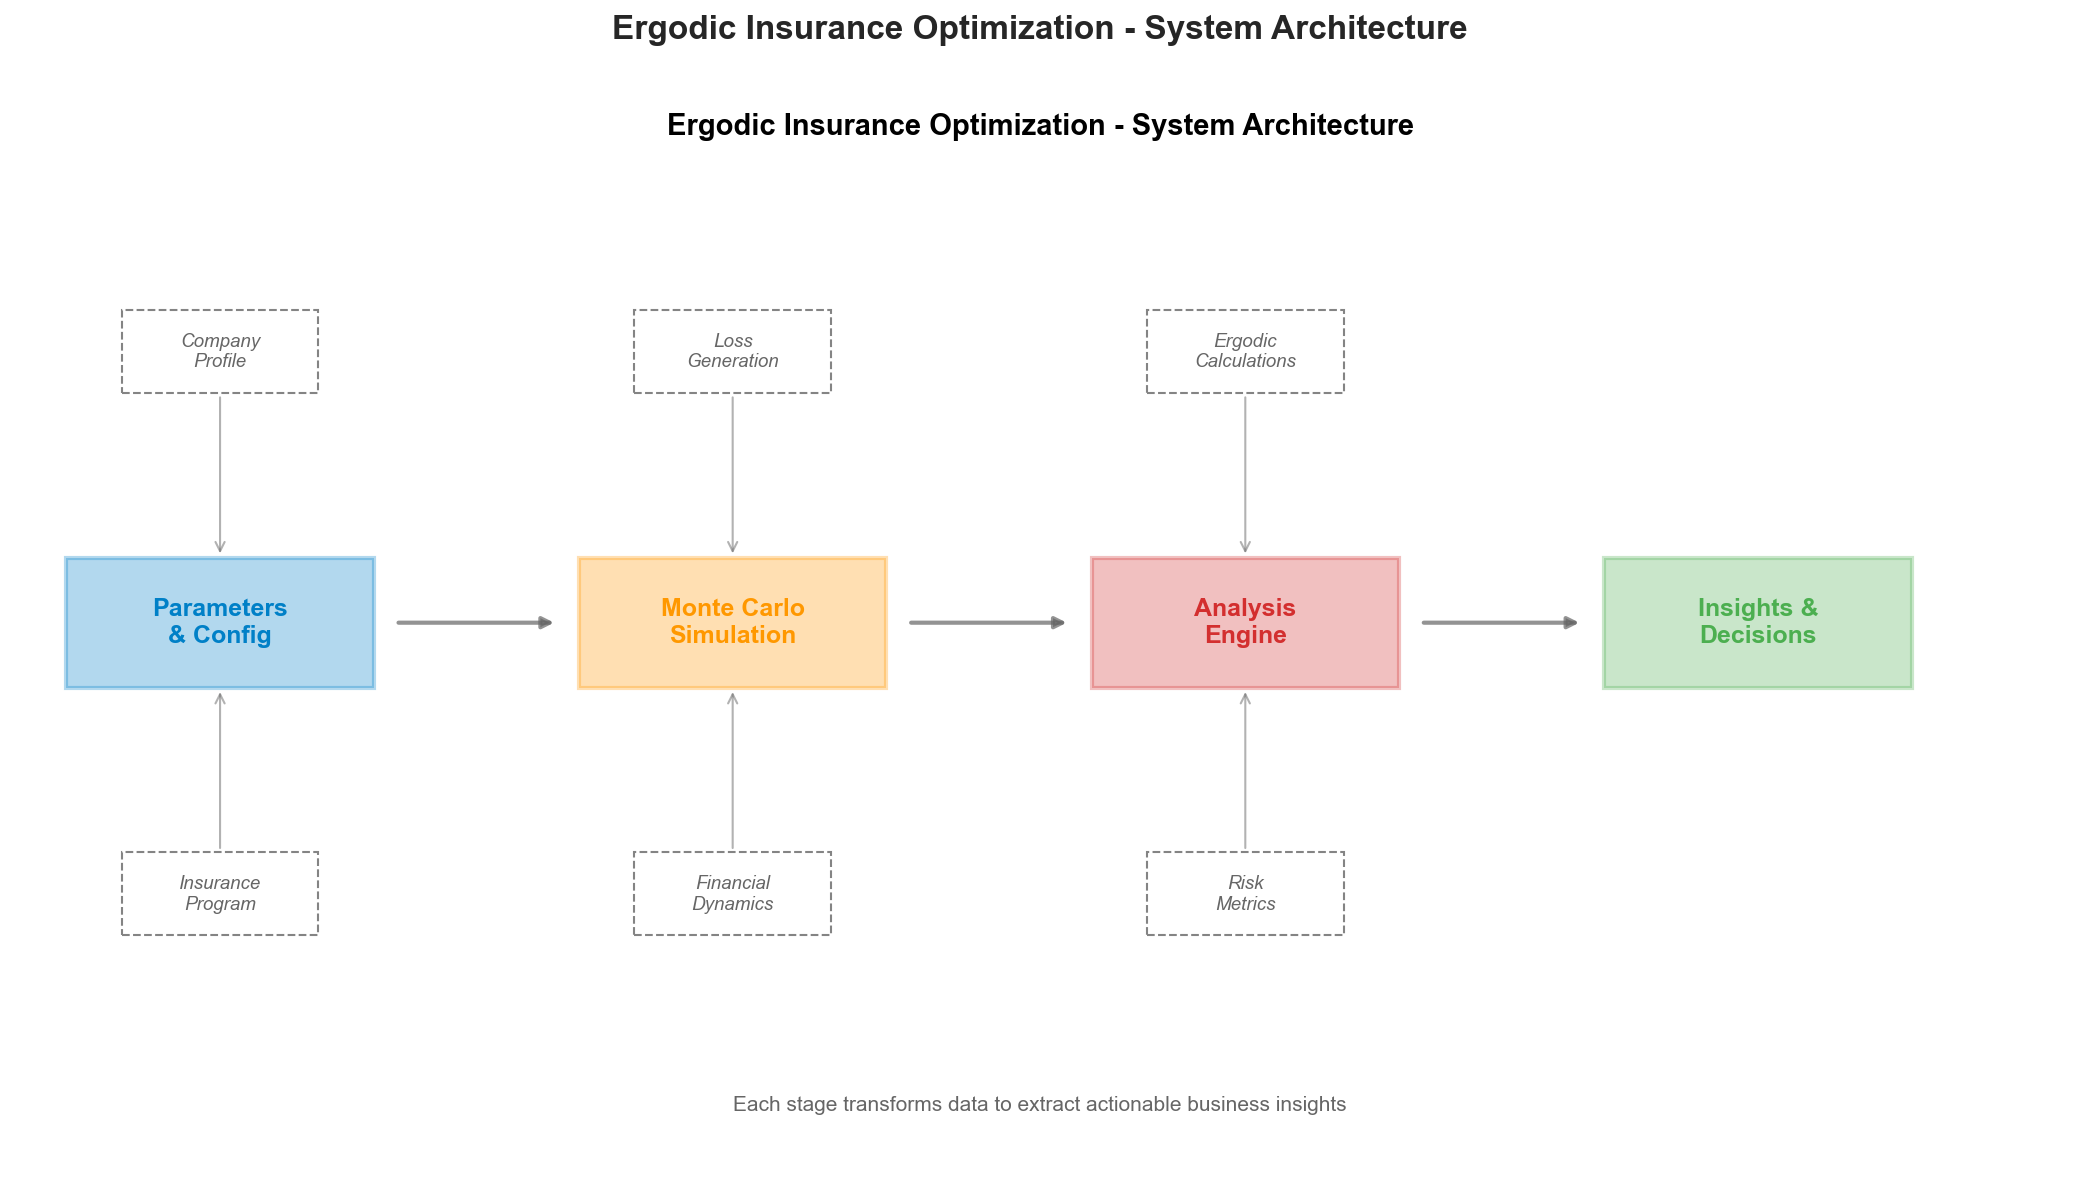 Ergodic Insurance Optimization - System Architecture
Ergodic Insurance Optimization - System Architecture
Company
Profile
Loss
Generation
Ergodic
Calculations
Parameters
& Config
Monte Carlo
Simulation
Analysis
Engine
Insights &
Decisions
Insurance
Program
Financial
Dynamics
Risk
Metrics
Each stage transforms data to extract actionable business insights